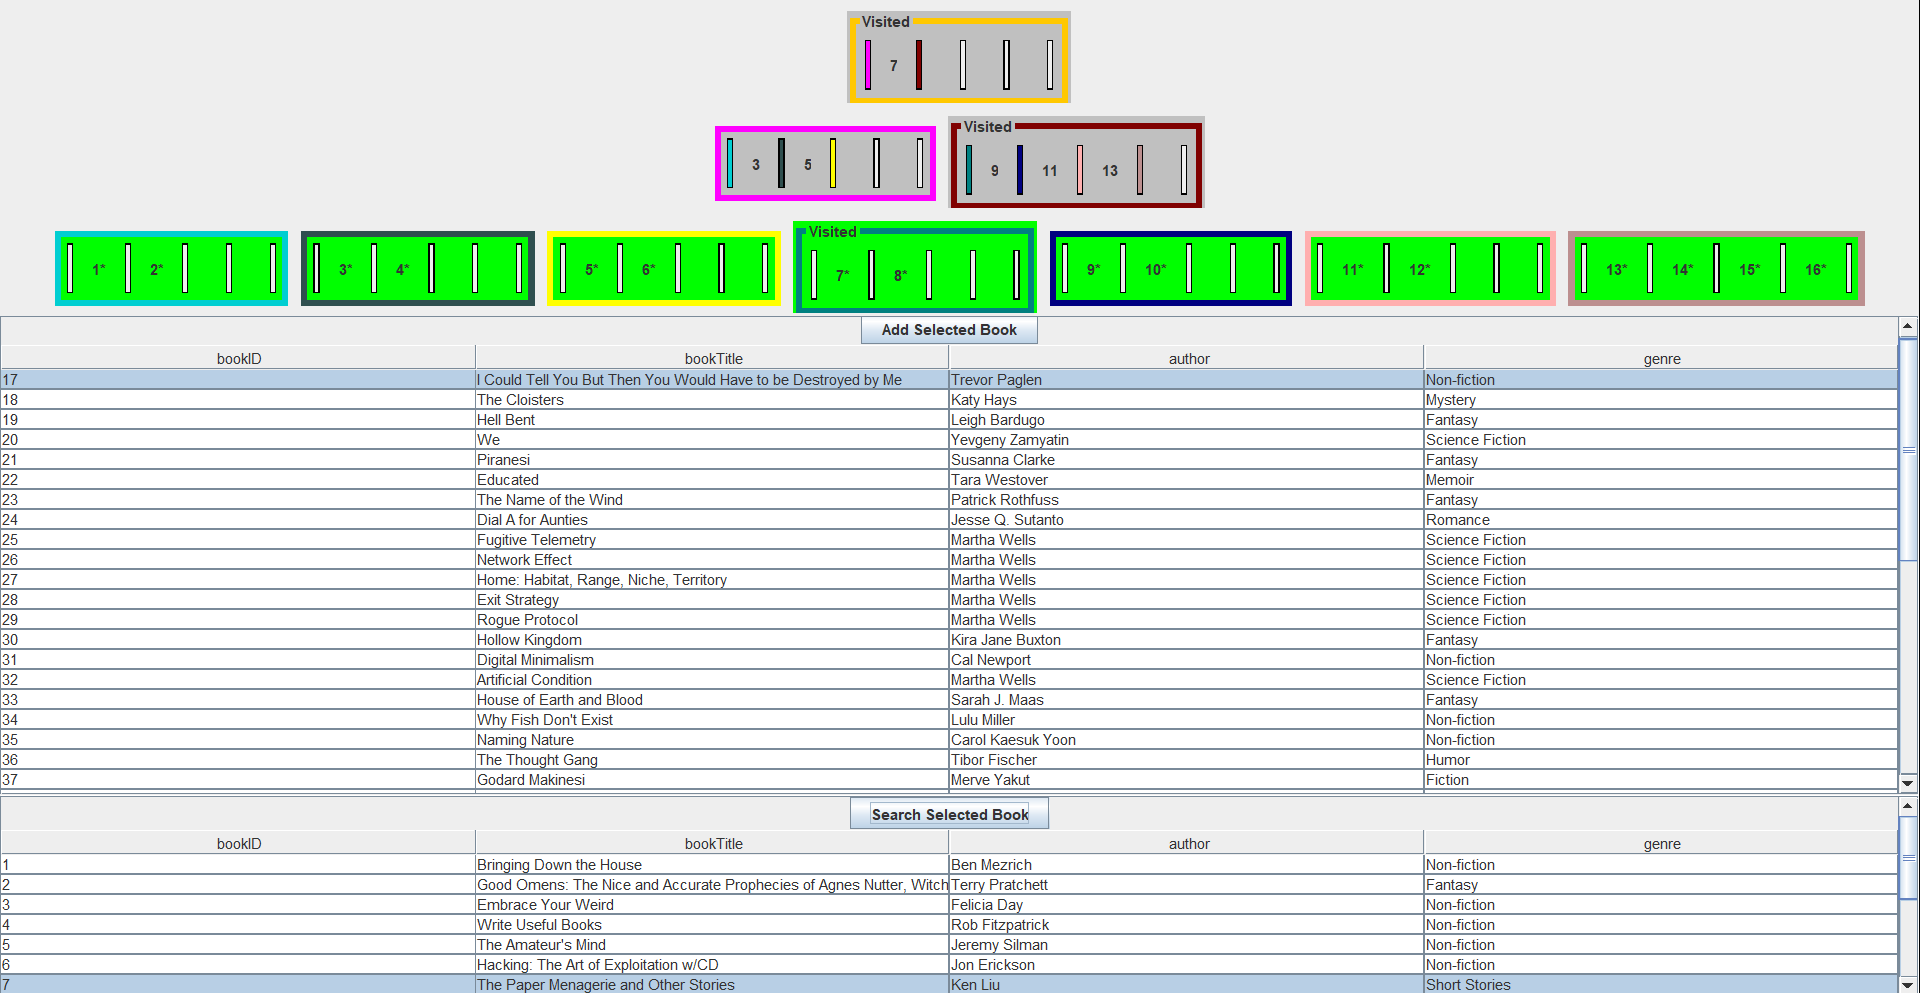 Visited
7
3 5
Visited
9 11 13
1* 2*
3* 4*
5* 6*
Visited
7* 8*
9* 10*
11* 12*
13* 14* 15* 16*
Add Selected Book
bookID bookTitle author genre
17 I Could Tell You But Then You Would Have to be Destroyed by Me Trevor Paglen Non-fiction
18 The Cloisters Katy Hays Mystery
19 Hell Bent Leigh Bardugo Fantasy
20 We Yevgeny Zamyatin Science Fiction
21 Piranesi Susanna Clarke Fantasy
22 Educated Tara Westover Memoir
23 The Name of the Wind Patrick Rothfuss Fantasy
24 Dial A for Aunties Jesse Q. Sutanto Romance
25 Fugitive Telemetry Martha Wells Science Fiction
26 Network Effect Martha Wells Science Fiction
27 Home: Habitat, Range, Niche, Territory Martha Wells Science Fiction
28 Exit Strategy Martha Wells Science Fiction
29 Rogue Protocol Martha Wells Science Fiction
30 Hollow Kingdom Kira Jane Buxton Fantasy
31 Digital Minimalism Cal Newport Non-fiction
32 Artificial Condition Martha Wells Science Fiction
33 House of Earth and Blood Sarah J. Maas Fantasy
34 Why Fish Don't Exist Lulu Miller Non-fiction
35 Naming Nature Carol Kaesuk Yoon Non-fiction
36 The Thought Gang Tibor Fischer Humor
37 Godard Makinesi Merve Yakut Fiction
Search Selected Book
bookID bookTitle author genre
1 Bringing Down the House Ben Mezrich Non-fiction
2 Good Omens: The Nice and Accurate Prophecies of Agnes Nutter, Witch Terry Pratchett Fantasy
3 Embrace Your Weird Felicia Day Non-fiction
4 Write Useful Books Rob Fitzpatrick Non-fiction
5 The Amateur's Mind Jeremy Silman Non-fiction
6 Hacking: The Art of Exploitation w/CD Jon Erickson Non-fiction
7 The Paper Menagerie and Other Stories Ken Liu Short Stories